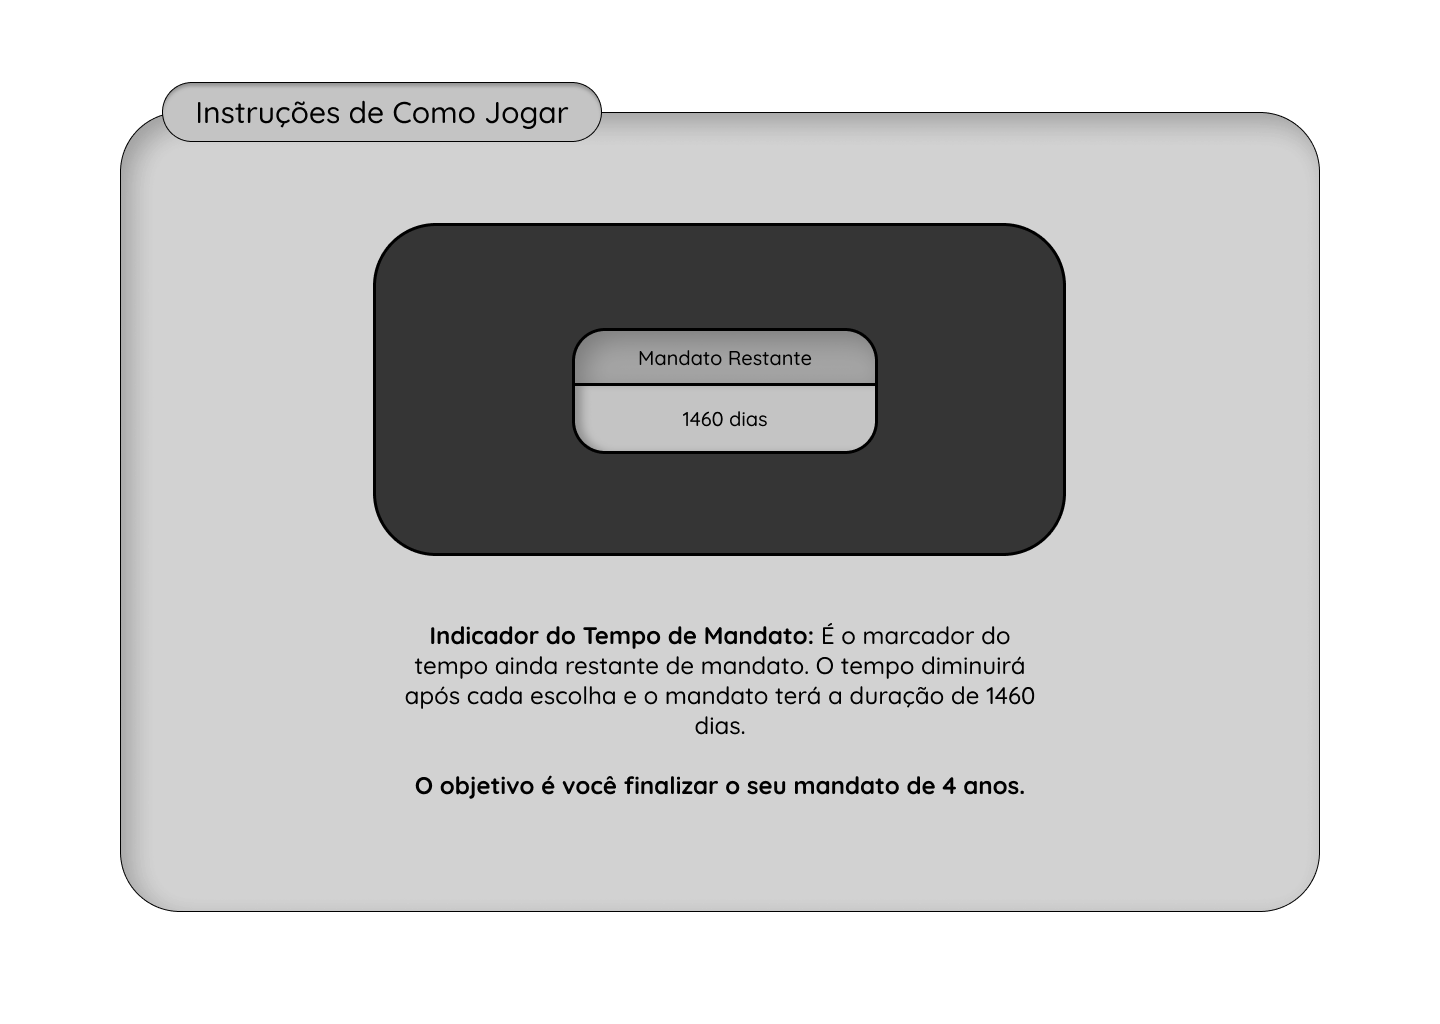 Instruções de Como Jogar
Mandato Restante
1460 dias
Indicador do Tempo de Mandato: É o marcador do
tempo ainda restante de mandato. O tempo diminuirá
após cada escolha e o mandato terá a duração de 1460
dias.
O objetivo é você finalizar o seu mandato de 4 anos.